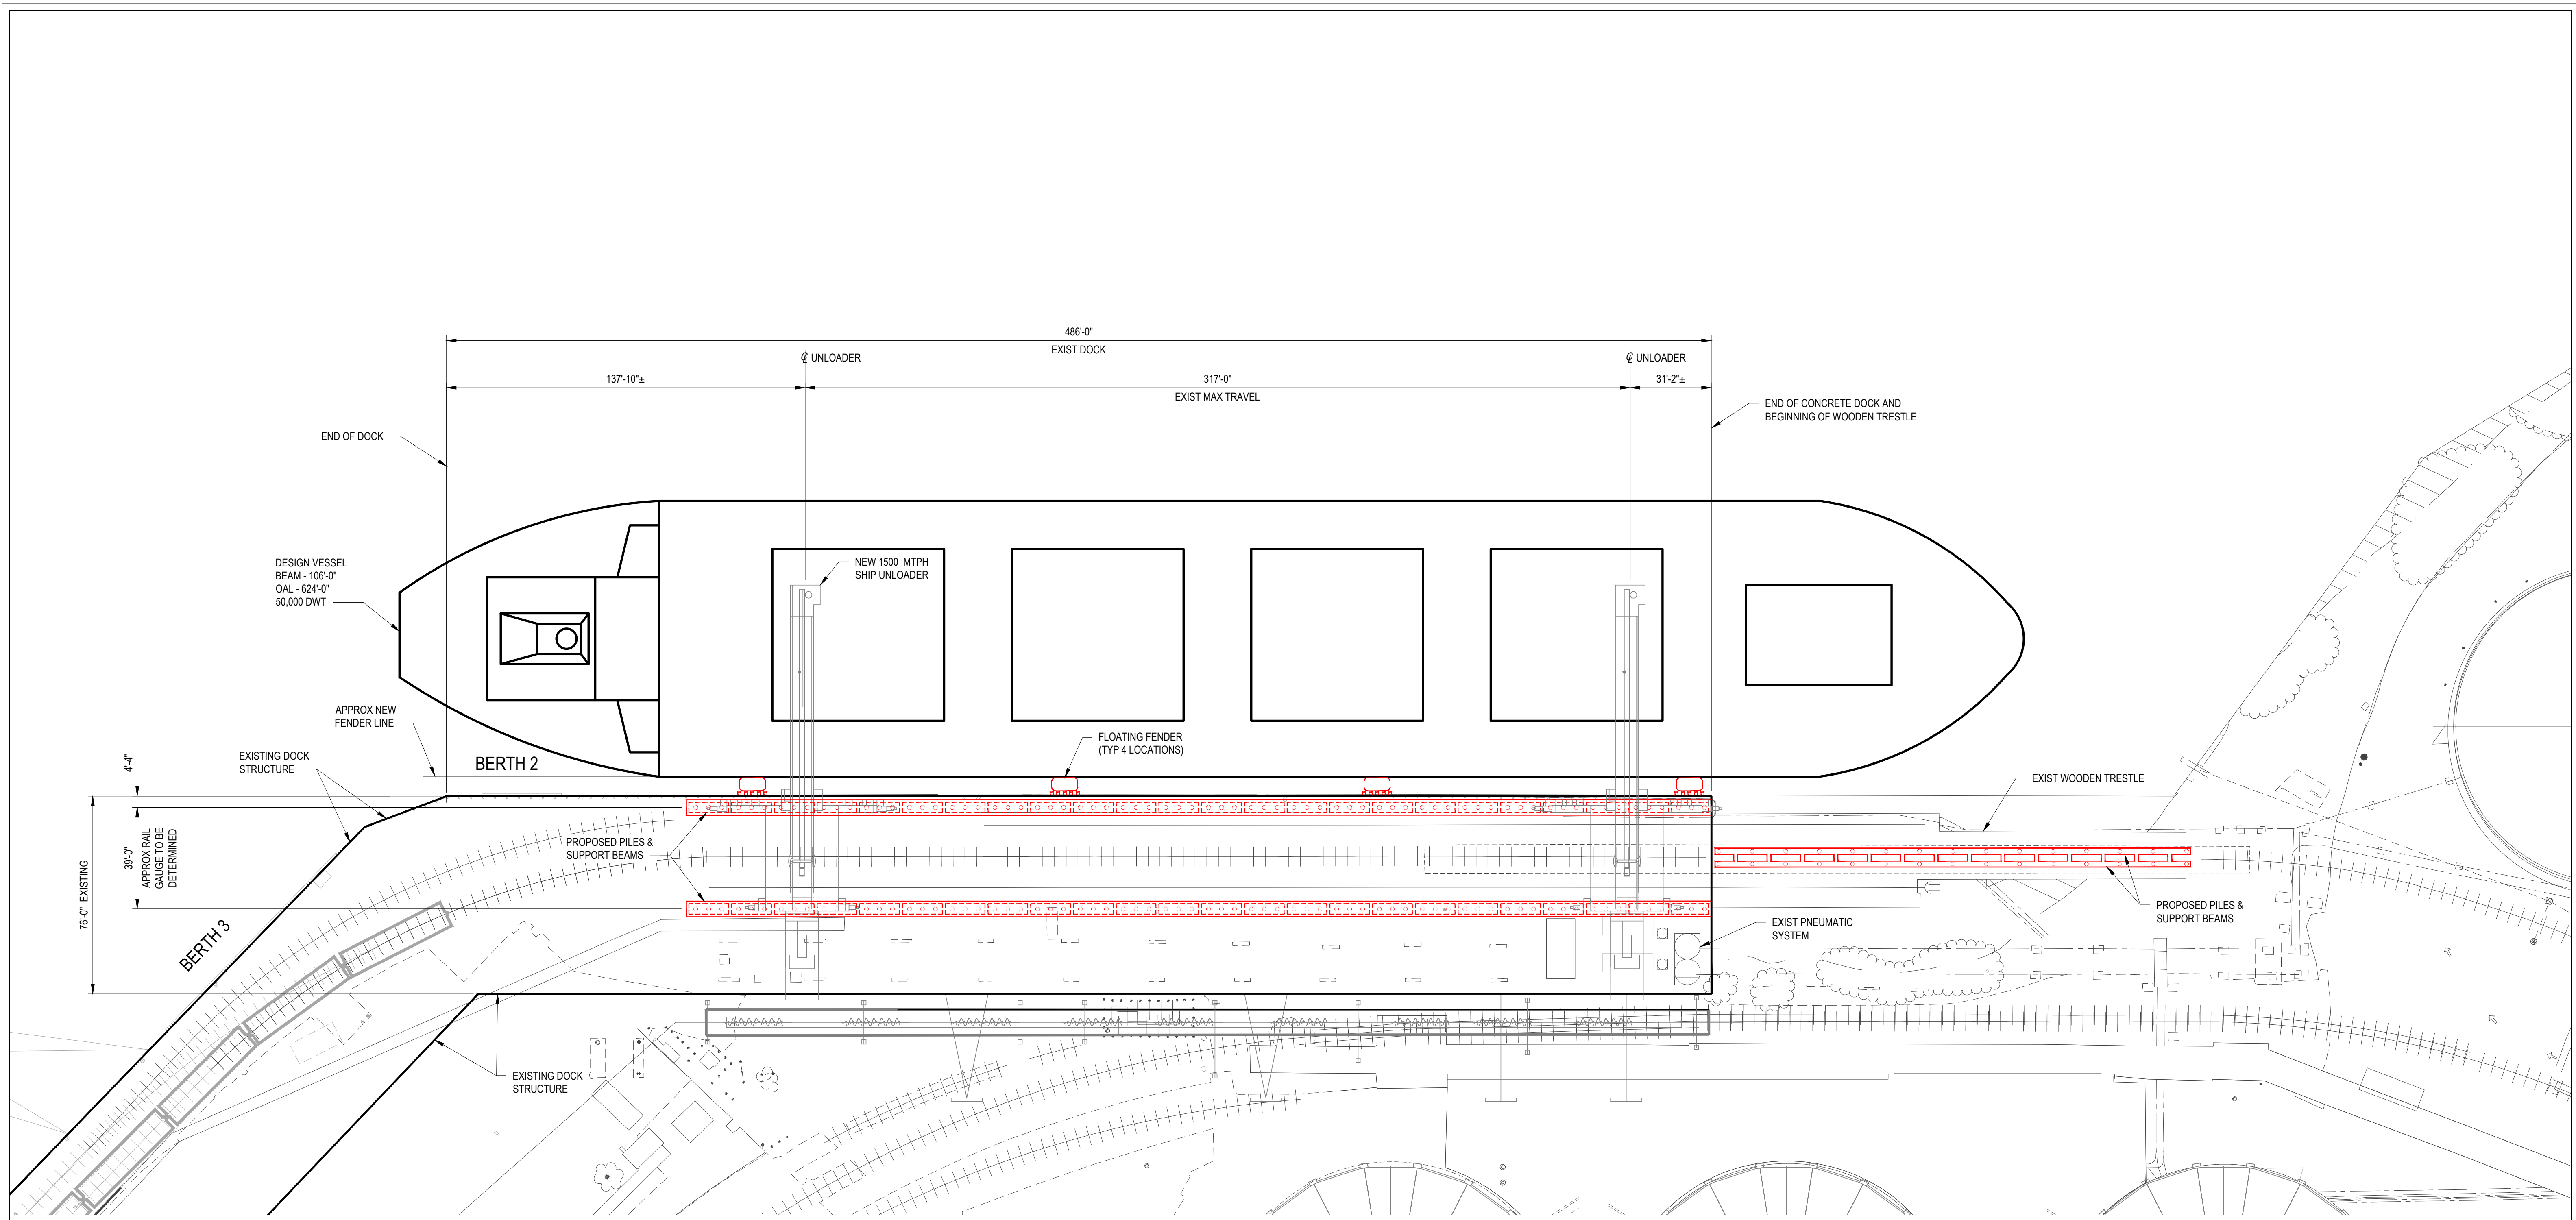 486'-0"
EXIST DOCK
℄ UNLOADER
℄ UNLOADER
137'-10"±
317'-0"
31'-2"±
EXIST MAX TRAVEL
END OF CONCRETE DOCK AND
BEGINNING OF WOODEN TRESTLE
END OF DOCK
DESIGN VESSEL
BEAM - 106'-0"
OAL - 624'-0"
50,000 DWT
NEW 1500 MTPH
SHIP UNLOADER
APPROX NEW
FENDER LINE
FLOATING FENDER
(TYP 4 LOCATIONS)
BERTH 2
EXISTING DOCK
STRUCTURE
4'-4"
EXIST WOODEN TRESTLE
39'-0"
APPROX RAIL
GAUGE TO BE
DETERMINED
76'-0" EXISTING
PROPOSED PILES &
SUPPORT BEAMS
PROPOSED PILES &
SUPPORT BEAMS
BERTH 3
EXIST PNEUMATIC
SYSTEM
EXISTING DOCK
STRUCTURE